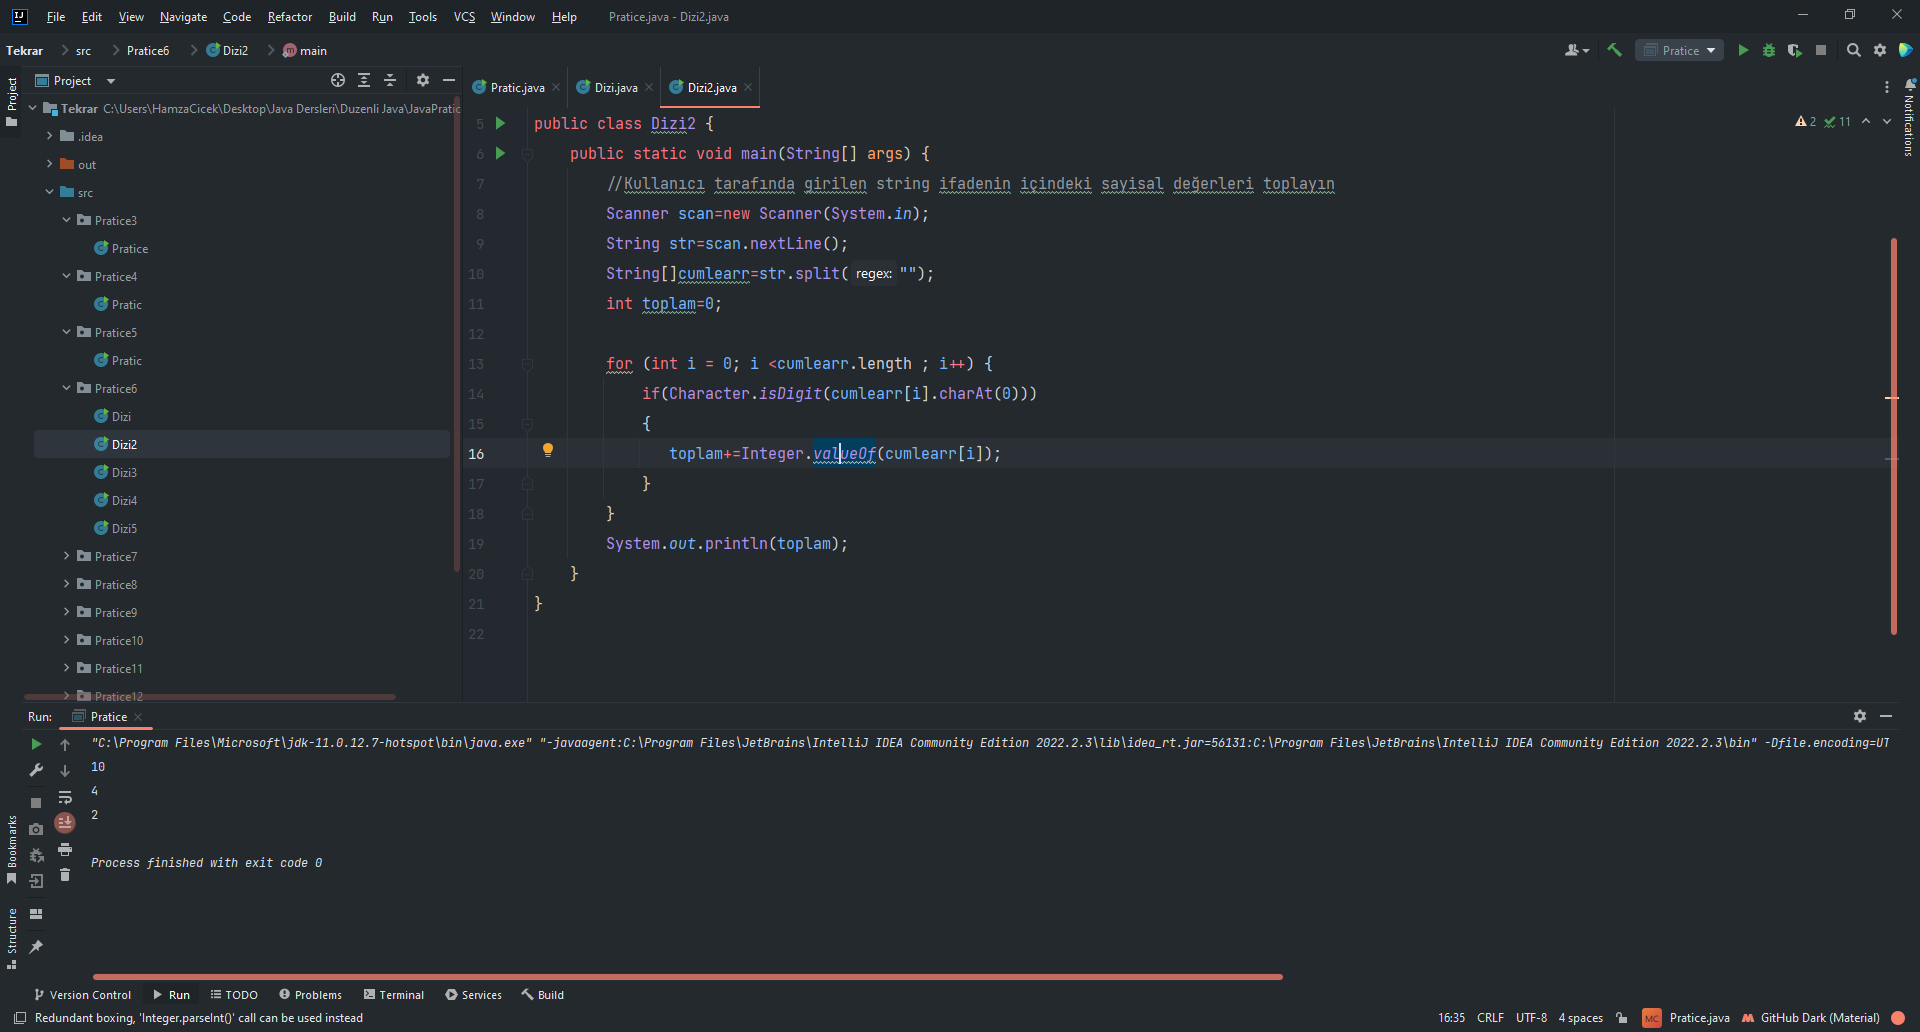 File Edit View Navigate Code Refactor Build Run Tools VCS Window Help Pratice.java - Dizi2.java
Tekrar src Pratice6 Dizi2 main Pratice
Project
Pratic.java Dizi.java Dizi2.java
Project
Notifications
Tekrar C:\Users\HamzaCicek\Desktop\Java Dersleri\Duzenli Java\JavaPratic
.idea
out
src
Pratice3
Pratice
Pratice4
Pratic
Pratice5
Pratic
Pratice6
Dizi
Dizi2
Dizi3
Dizi4
Dizi5
Pratice7
Pratice8
Pratice9
Pratice10
Pratice11
Pratice12
2 11
5 public class Dizi2 {
6 public static void main(String[] args) {
7 //Kullanıcı tarafında girilen string ifadenin içindeki sayisal değerleri toplayın
8 Scanner scan=new Scanner(System.in);
9 String str=scan.nextLine();
10 String[]cumlearr=str.split( regex: "");
11 int toplam=0;
12
13 for (int i = 0; i <cumlearr.length ; i++) {
14 if(Character.isDigit(cumlearr[i].charAt(0)))
15 {
16 toplam+=Integer.valueOf(cumlearr[i]);
17 }
18 }
19 System.out.println(toplam);
20 }
21 }
22
Run: Pratice
"C:\Program Files\Microsoft\jdk-11.0.12.7-hotspot\bin\java.exe" "-javaagent:C:\Program Files\JetBrains\IntelliJ IDEA Community Edition 2022.2.3\lib\idea_rt.jar=56131:C:\Program Files\JetBrains\IntelliJ IDEA Community Edition 2022.2.3\bin" -Dfile.encoding=UT
10
4
2
Process finished with exit code 0
Bookmarks
Structure
Version Control Run TODO Problems Terminal Services Build
Redundant boxing, 'Integer.parseInt()' call can be used instead 16:35 CRLF UTF-8 4 spaces MC Pratice.java GitHub Dark (Material)